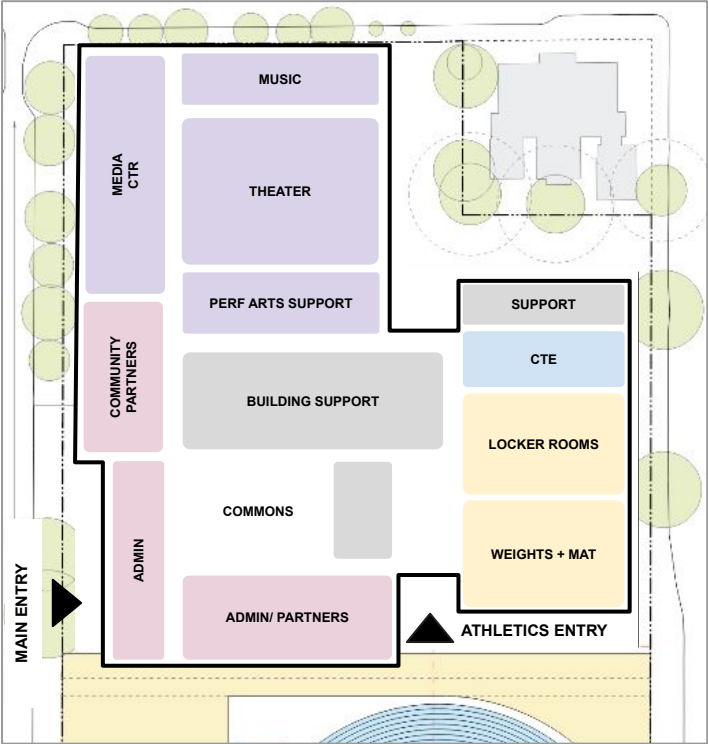 MUSIC
MEDIA
CTR
THEATER
PERF ARTS SUPPORT
SUPPORT
COMMUNITY
PARTNERS
CTE
BUILDING SUPPORT
LOCKER ROOMS
COMMONS
ADMIN
WEIGHTS + MAT
MAIN ENTRY
ADMIN/ PARTNERS
ATHLETICS ENTRY